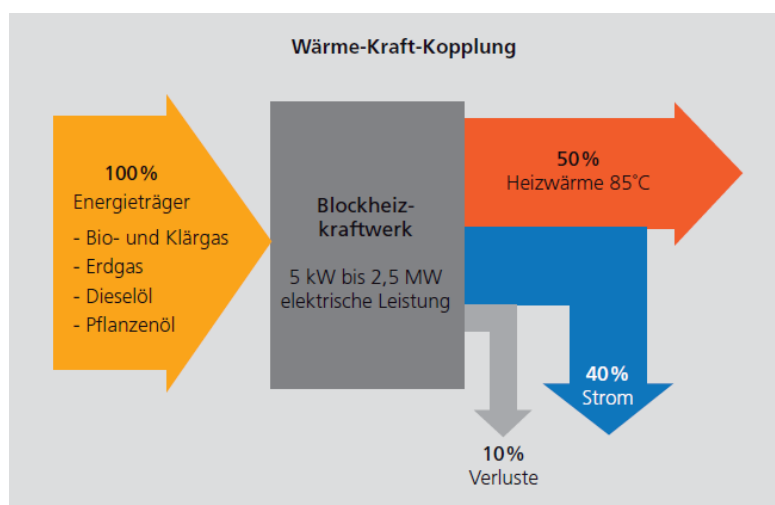 Wärme-Kraft-Kopplung
100%
Energieträger
- Bio- und Klärgas
- Erdgas
- Dieselöl
- Pflanzenöl
Blockheiz-
kraftwerk
5 kW bis 2,5 MW
elektrische Leistung
50%
Heizwärme 85°C
40%
Strom
10%
Verluste